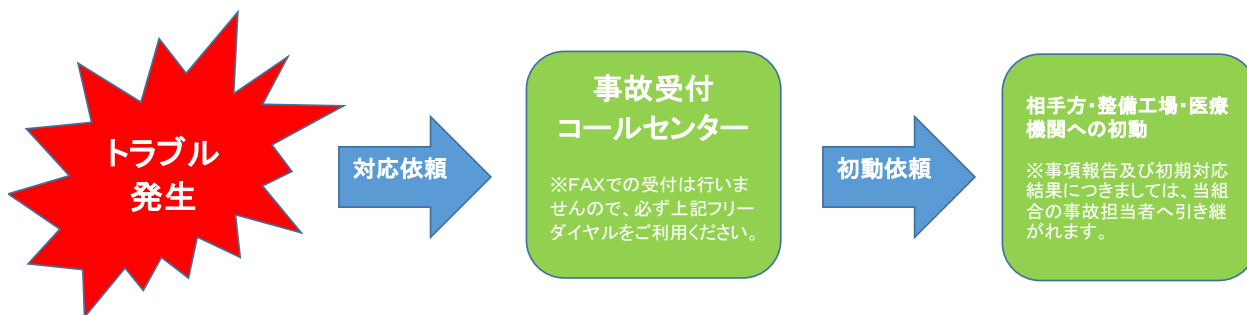 トラブル
発生
対応依頼
事故受付
コールセンター
※FAXでの受付は行いま
せんので、必ず上記フリー
ダイヤルをご利用ください。
初動依頼
相手方・整備工場・医療
機関への初動
※事項報告及び初期対応
結果につきましては、当組
合の事故担当者へ引き継
がれます。